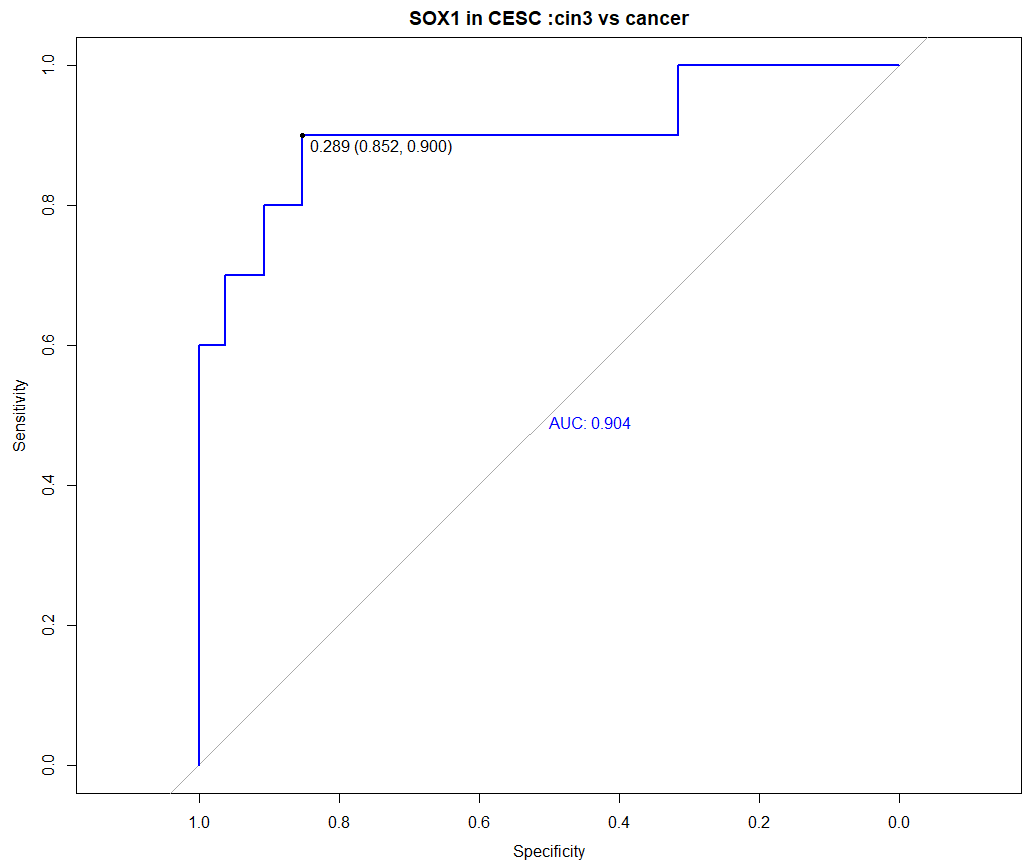 SOX1 in CESC :cin3 vs cancer
1.0
0.8
0.6
0.4
0.2
0.0
Sensitivity
0.289 (0.852, 0.900)
AUC: 0.904
1.0 0.8 0.6 0.4 0.2 0.0
Specificity